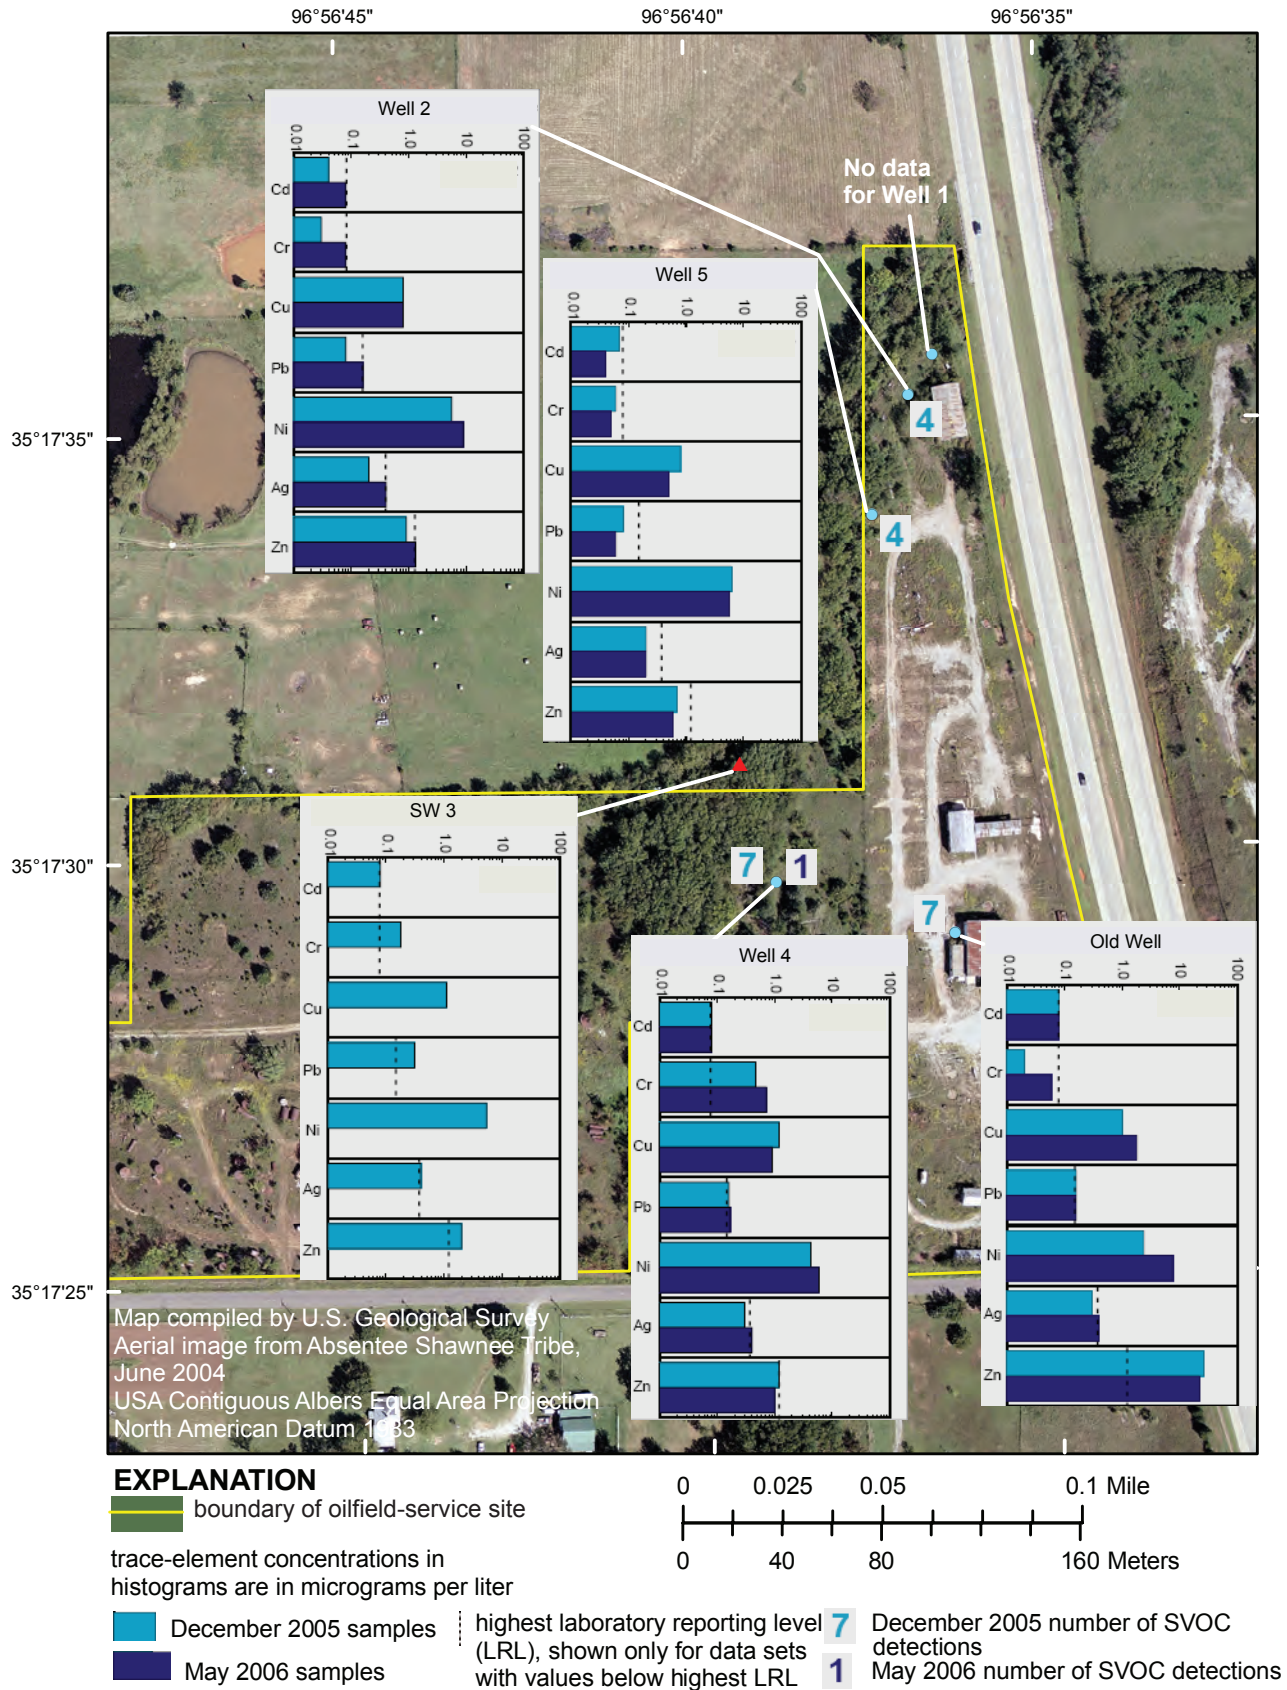 96°56'45" 96°56'40" 96°56'35"
Well 2
0.01 0.1 1.0 10 100
Cd
Cr
Cu
Pb
Ni
Ag
Zn
No data
for Well 1
Well 5
0.01 0.1 1.0 10 100
Cd
Cr
Cu
Pb
Ni
Ag
Zn
4
4
35°17'35"
35°17'30"
35°17'25"
SW 3
0.01 0.1 1.0 10 100
Cd
Cr
Cu
Pb
Ni
Ag
Zn
7 1
7
Well 4
0.01 0.1 1.0 10 100
Cd
Cr
Cu
Pb
Ni
Ag
Zn
Old Well
0.01 0.1 1.0 10 100
Cd
Cr
Cu
Pb
Ni
Ag
Zn
Map compiled by U.S. Geological Survey
Aerial image from Absentee Shawnee Tribe,
June 2004
USA Contiguous Albers Equal Area Projection
North American Datum 1983
EXPLANATION
boundary of oilfield-service site
trace-element concentrations in
histograms are in micrograms per liter
December 2005 samples
May 2006 samples
highest laboratory reporting level
(LRL), shown only for data sets
with values below highest LRL
0 0.025 0.05 0.1 Mile
0 40 80 160 Meters
7 December 2005 number of SVOC
detections
1 May 2006 number of SVOC detections